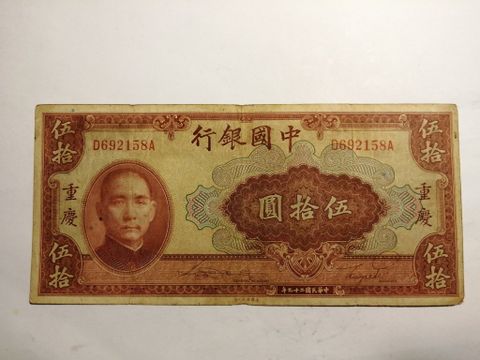 中國銀行
D692158A
D692158A
伍拾
伍拾
重慶
重慶
伍拾圓
伍拾
伍拾
中華民國二十九年